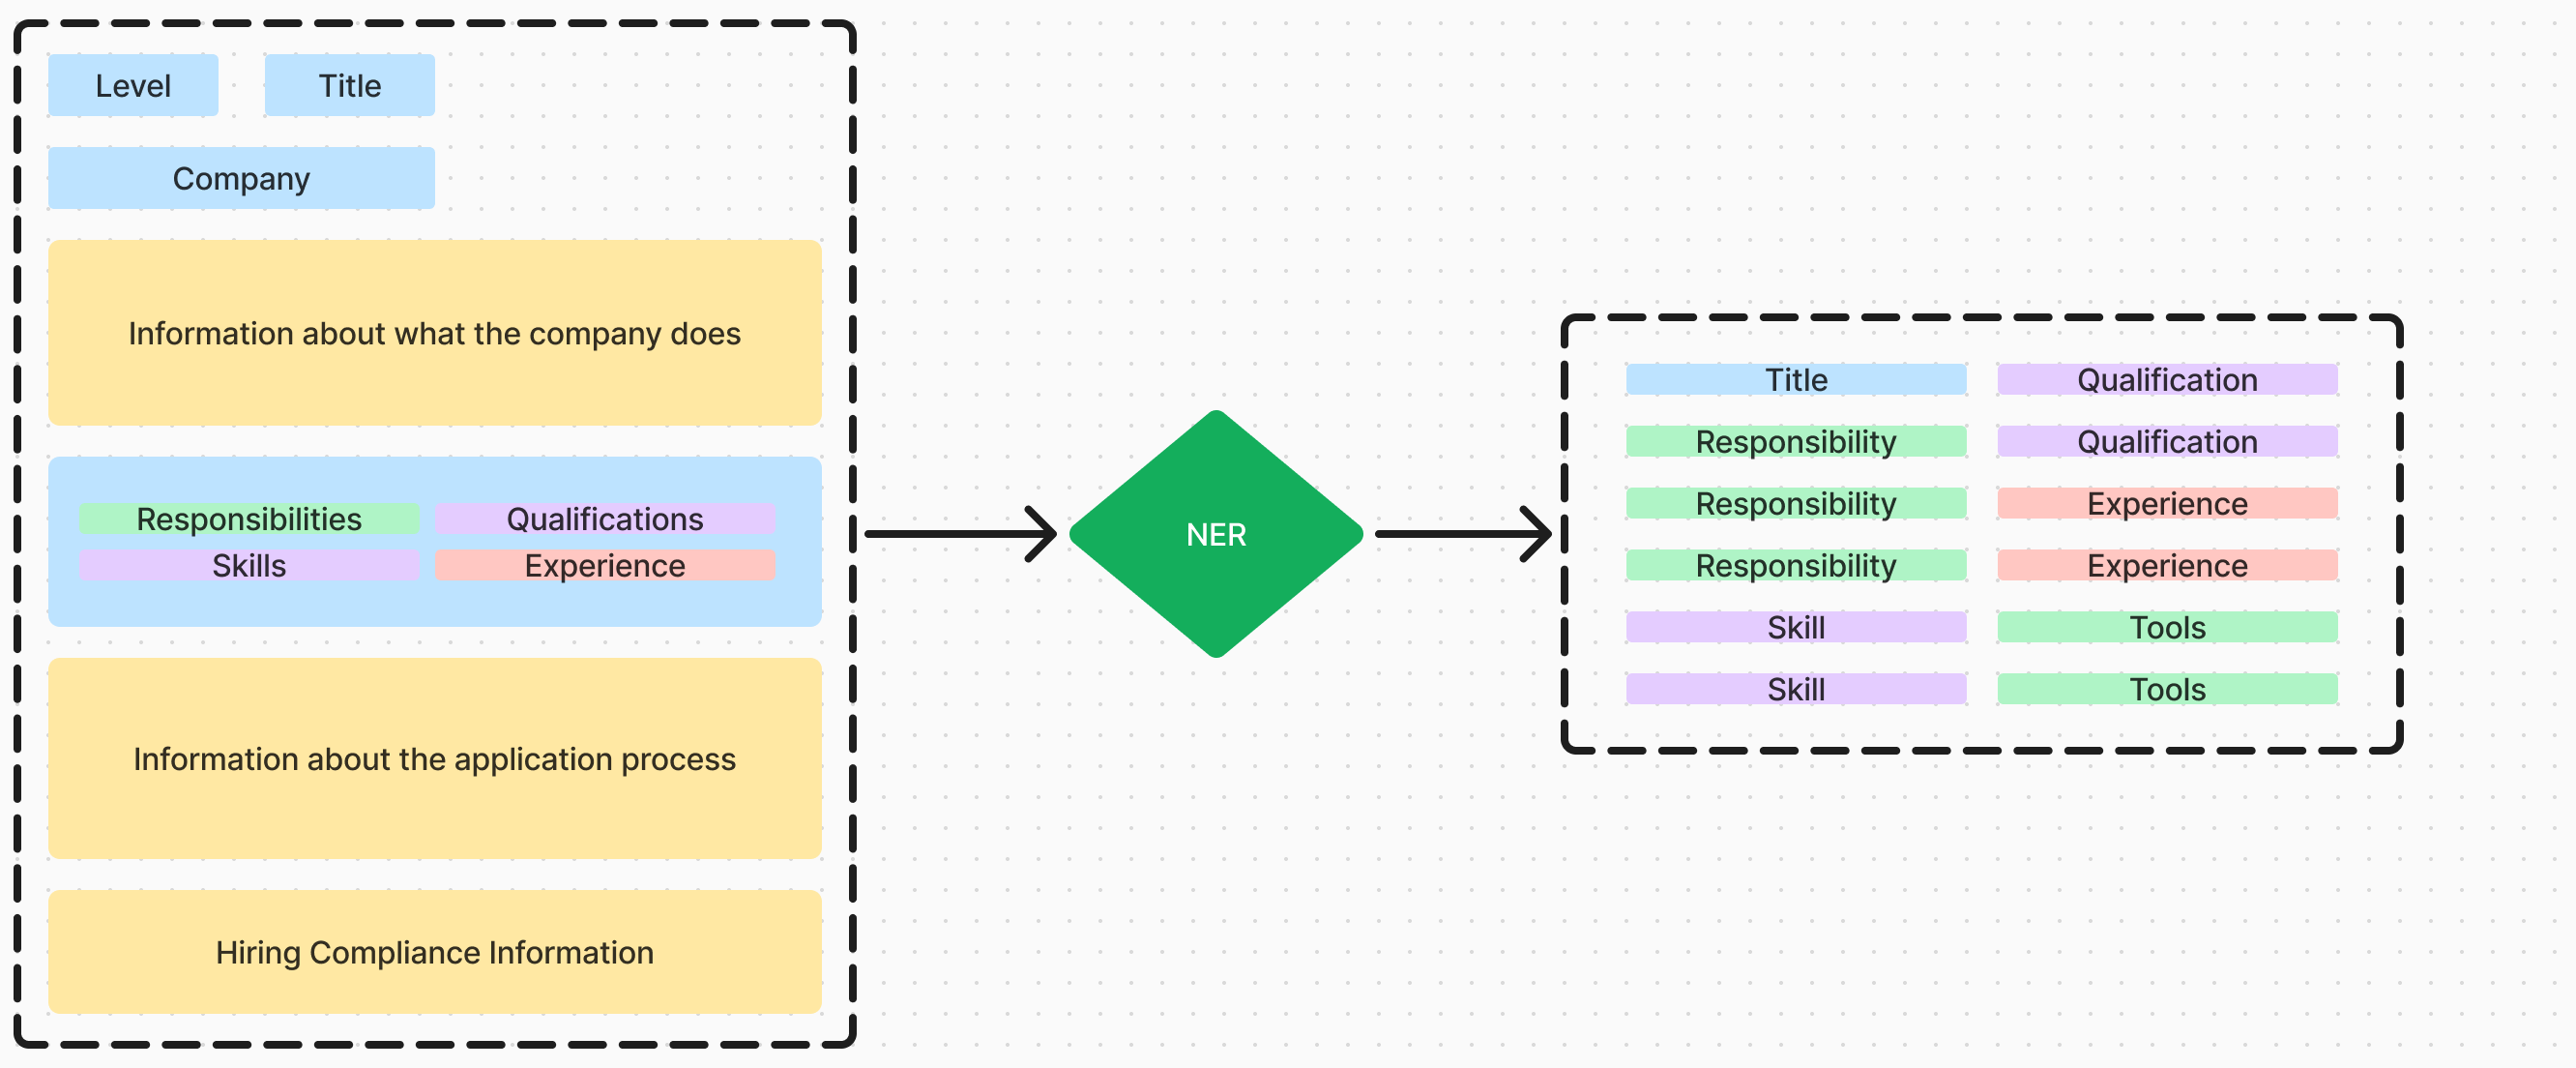 Level
Title
Company
Information about what the company does
Responsibilities
Qualifications
Skills
Experience
Information about the application process
Hiring Compliance Information
NER
Title
Qualification
Responsibility
Qualification
Responsibility
Experience
Responsibility
Experience
Skill
Tools
Skill
Tools